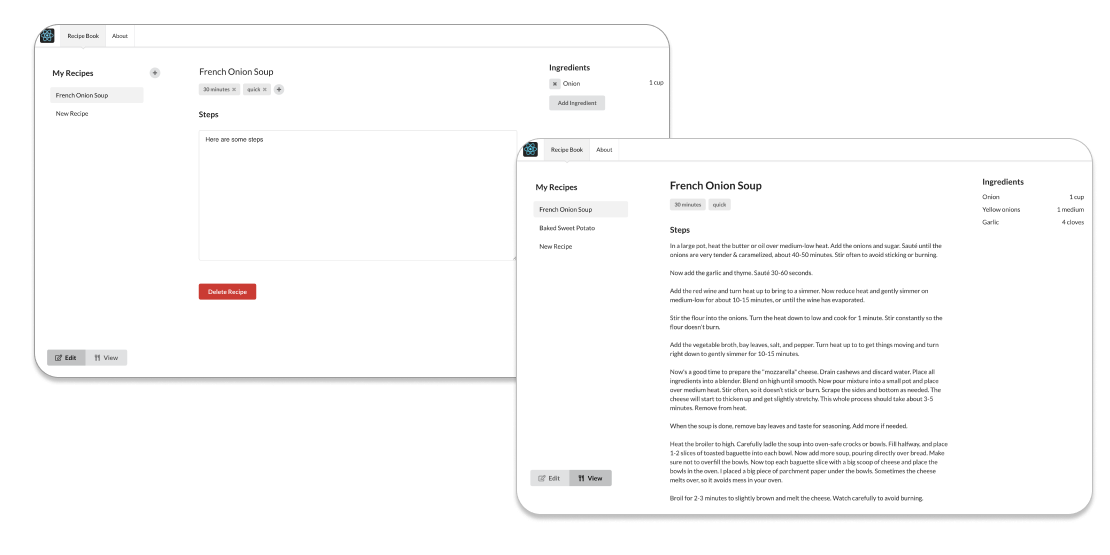 Recipe Book About
My Recipes +
French Onion Soup
New Recipe
French Onion Soup
30 minutes × quick × +
Steps
Here are some steps
Delete Recipe
Ingredients
× Onion 1 cup
Add Ingredient
Edit View
Recipe Book About
My Recipes
French Onion Soup
Baked Sweet Potato
New Recipe
French Onion Soup
30 minutes quick
Steps
In a large pot, heat the butter or oil over medium-low heat. Add the onions and sugar. Sauté until the
onions are very tender & caramelized, about 40-50 minutes. Stir often to avoid sticking or burning.
Now add the garlic and thyme. Sauté 30-60 seconds.
Add the red wine and turn heat up to bring to a simmer. Now reduce heat and gently simmer on
medium-low for about 10-15 minutes, or until the wine has evaporated.
Stir the flour into the onions. Turn the heat down to low and cook for 1 minute. Stir constantly so the
flour doesn't burn.
Add the vegetable broth, bay leaves, salt, and pepper. Turn heat up to to get things moving and turn
right down to gently simmer for 10-15 minutes.
Now's a good time to prepare the "mozzarella" cheese. Drain cashews and discard water. Place all
ingredients into a blender. Blend on high until smooth. Now pour mixture into a small pot and place
over medium heat. Stir often, so it doesn't stick or burn. Scrape the sides and bottom as needed. The
cheese will start to thicken up and get slightly stretchy. This whole process should take about 3-5
minutes. Remove from heat.
When the soup is done, remove bay leaves and taste for seasoning. Add more if needed.
Heat the broiler to high. Carefully ladle the soup into oven-safe crocks or bowls. Fill halfway, and place
1-2 slices of toasted baguette into each bowl. Now add more soup, pouring directly over bread. Make
sure not to overfill the bowls. Now top each baguette slice with a big scoop of cheese and place the
bowls in the oven. I placed a big piece of parchment paper under the bowls. Sometimes the cheese
melts over, so it avoids mess in your oven.
Broil for 2-3 minutes to slightly brown and melt the cheese. Watch carefully to avoid burning.
Ingredients
Onion 1 cup
Yellow onions 1 medium
Garlic 4 cloves
Edit View